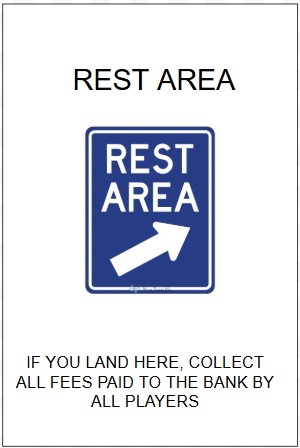 REST AREA
REST
AREA
IF YOU LAND HERE, COLLECT
ALL FEES PAID TO THE BANK BY
ALL PLAYERS